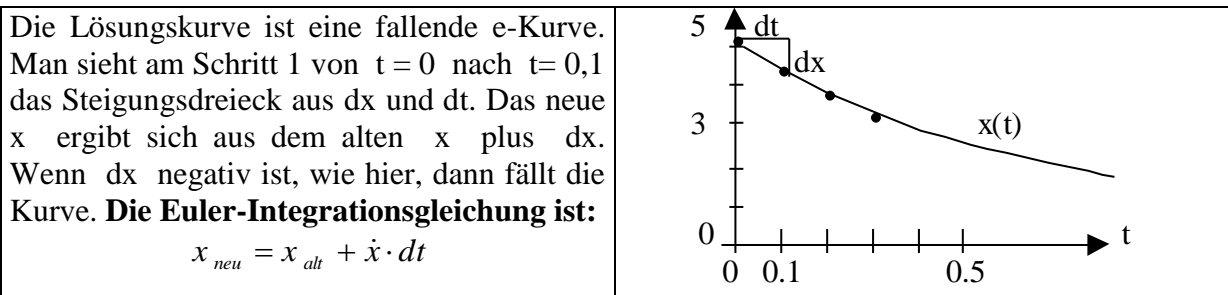 Die Lösungskurve ist eine fallende e-Kurve.
Man sieht am Schritt 1 von t = 0 nach t= 0,1
das Steigungsdreieck aus dx und dt. Das neue
x ergibt sich aus dem alten x plus dx.
Wenn dx negativ ist, wie hier, dann fällt die
Kurve. Die Euler-Integrationsgleichung ist:
x neu = x alt + ẋ · dt
5
dt
dx
3
x(t)
0
t
0 0.1 0.5